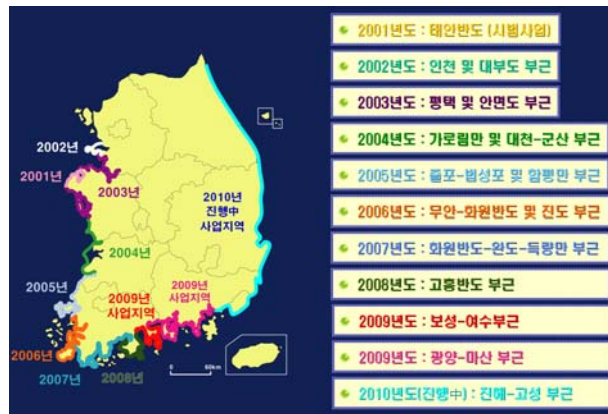 2002년
2001년
2003년
2010년
진행中
사업지역
2004년
2005년
2009년
사업지역
2009년
사업지역
2006년
2007년
2008년
0 60km
2001년도 : 태안반도 (시범사업)
2002년도 : 인천 및 대부도 부근
2003년도 : 평택 및 안면도 부근
2004년도 : 가로림만 및 대천-군산 부근
2005년도 : 줄포-법성포 및 함평만 부근
2006년도 : 무안-화원반도 및 진도 부근
2007년도 : 화원반도-완도-득량만 부근
2008년도 : 고흥반도 부근
2009년도 : 보성-여수부근
2009년도 : 광양-마산 부근
2010년도(진행中) : 진해-고성 부근